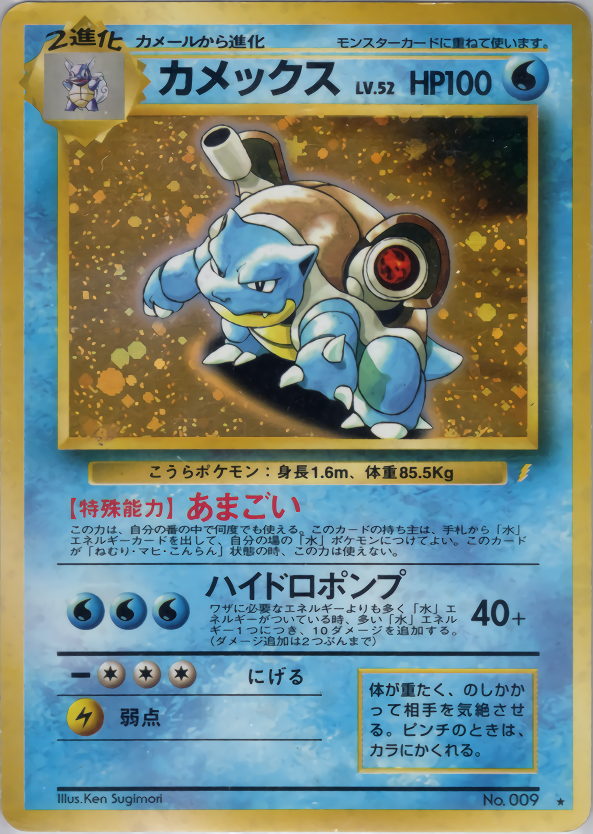 2進化 カメールから進化 モンスターカードに重ねて使います。
カメックス LV.52 HP100
こうらポケモン：身長1.6m、体重85.5Kg
【特殊能力】あまごい
この力は、自分の番の中で何度でも使える。このカードの持ち主は、手札から「水」
エネルギーカードを出して、自分の場の「水」ポケモンにつけてよい。このカード
が「ねむり・マヒ・こんらん」状態の時、この力は使えない。
ハイドロポンプ
ワザに必要なエネルギーよりも多く「水」エ
ネルギーがついている時、多い「水」エネル
ギー1つにつき、10ダメージを追加する。
（ダメージ追加は2つぶんまで）
40+
にげる
弱点
体が重たく、のしかか
って相手を気絶させ
る。ピンチのときは、
カラにかくれる。
Illus.Ken Sugimori
No.009